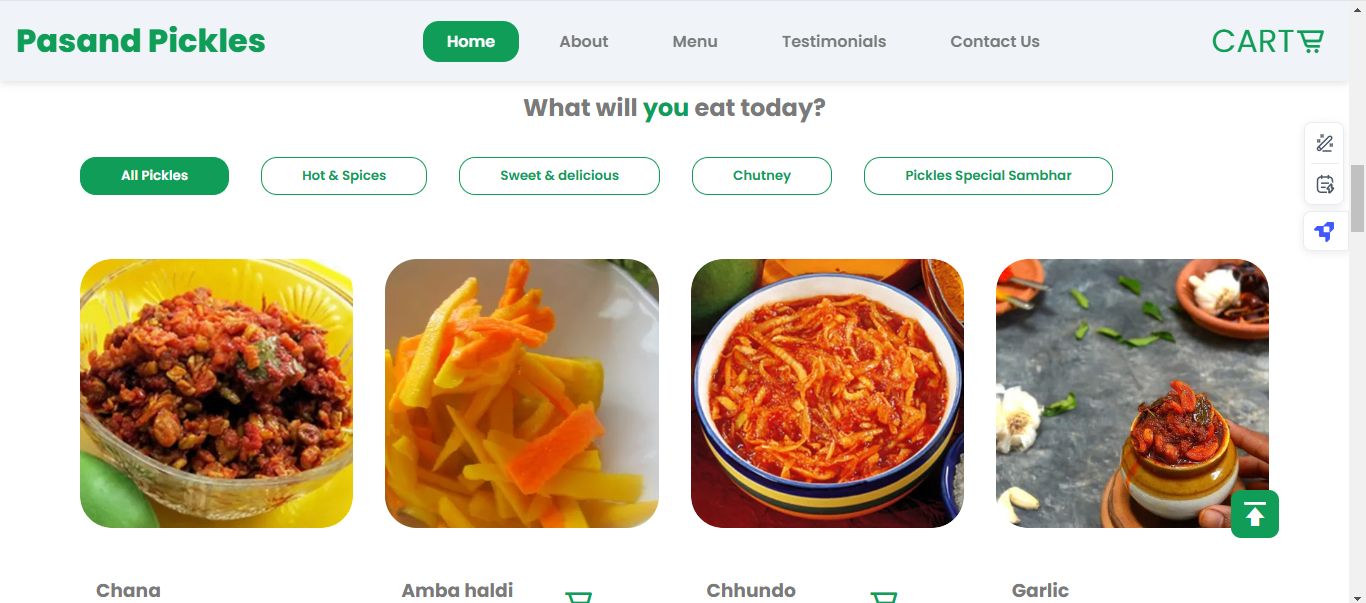 Pasand Pickles
Home
About
Menu
Testimonials
Contact Us
CART
What will you eat today?
All Pickles
Hot & Spices
Sweet & delicious
Chutney
Pickles Special Sambhar
Chana
Amba haldi
Chhundo
Garlic